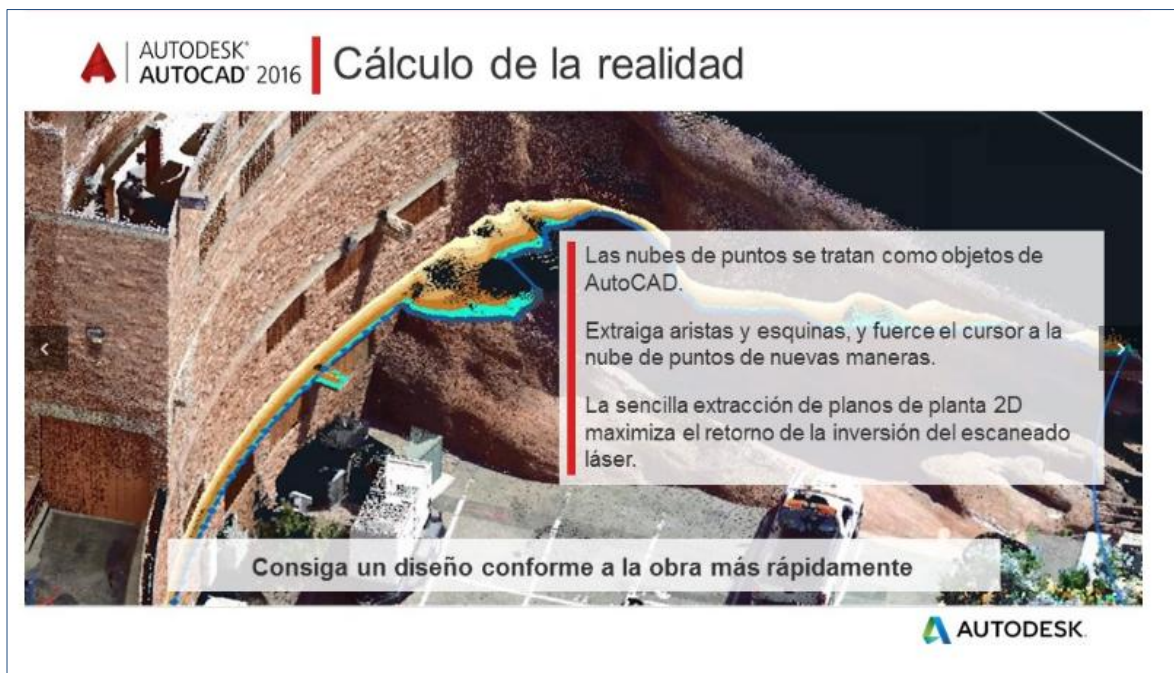 AUTODESK®
AUTOCAD® 2016
Cálculo de la realidad
Las nubes de puntos se tratan como objetos de
AutoCAD.
Extraiga aristas y esquinas, y fuerce el cursor a la
nube de puntos de nuevas maneras.
La sencilla extracción de planos de planta 2D
maximiza el retorno de la inversión del escaneado
láser.
Consiga un diseño conforme a la obra más rápidamente
AUTODESK.